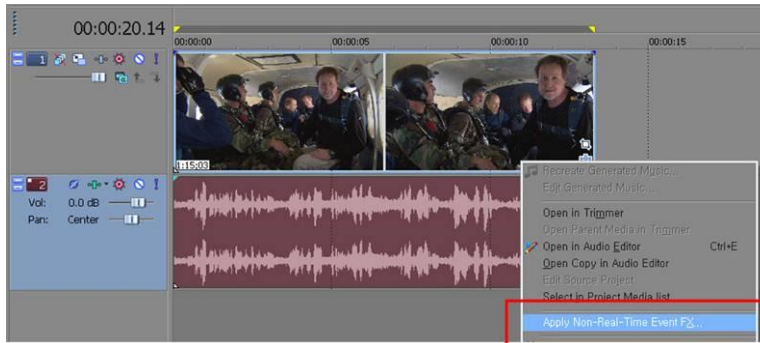 00:00:20.14
00:00:00 00:00:05 00:00:10 00:00:15
1
1:15:03
2
Vol: 0.0 dB
Pan: Center
Recreate Generated Music...
Edit Generated Music...
Open in Trimmer
Open Parent Media in Trimmer
Open in Audio Editor Ctrl+E
Open Copy in Audio Editor
Edit Source Project
Select in Project Media list
Apply Non-Real-Time Event FX...